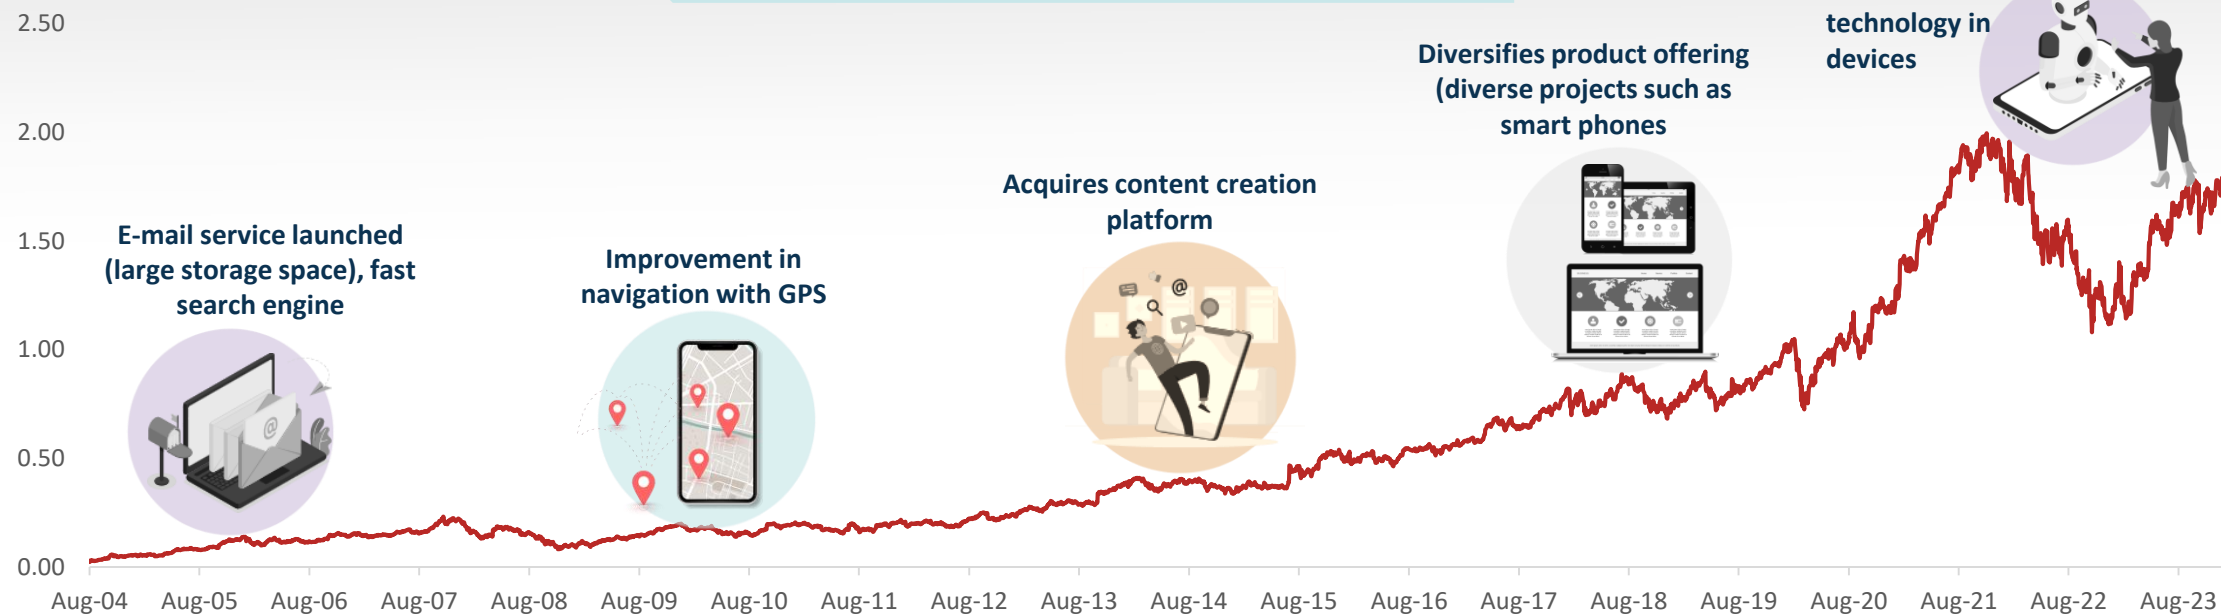 2.50
2.00
1.50
1.00
0.50
0.00
E-mail service launched
(large storage space), fast
search engine
Improvement in
navigation with GPS
Acquires content creation
platform
Diversifies product offering
(diverse projects such as
smart phones
technology in
devices
Aug-04 Aug-05 Aug-06 Aug-07 Aug-08 Aug-09 Aug-10 Aug-11 Aug-12 Aug-13 Aug-14 Aug-15 Aug-16 Aug-17 Aug-18 Aug-19 Aug-20 Aug-21 Aug-22 Aug-23